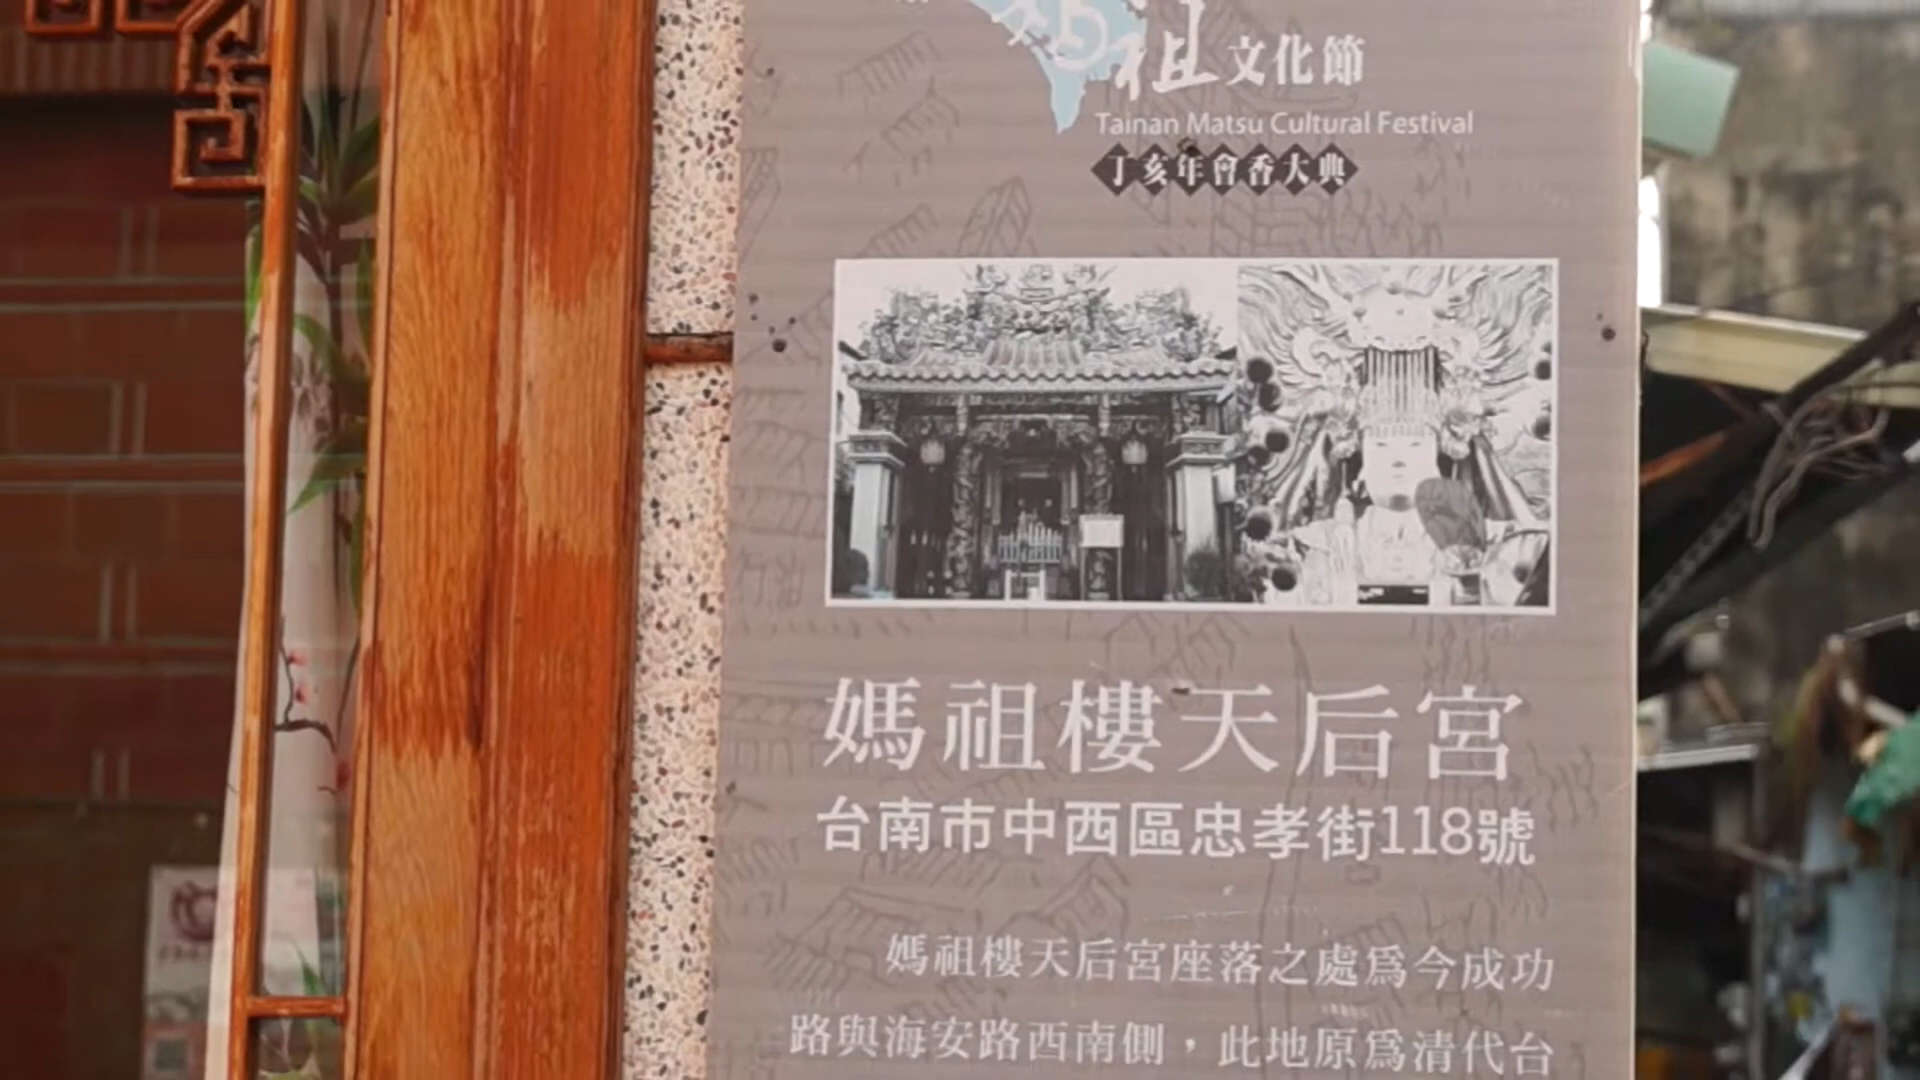 媽祖文化節
Tainan Matsu Cultural Festival
丁亥年會香大典
媽祖樓天后宮
台南市中西區忠孝街118號
媽祖樓天后宮座落之處爲今成功
路與海安路西南側，此地原爲清代台